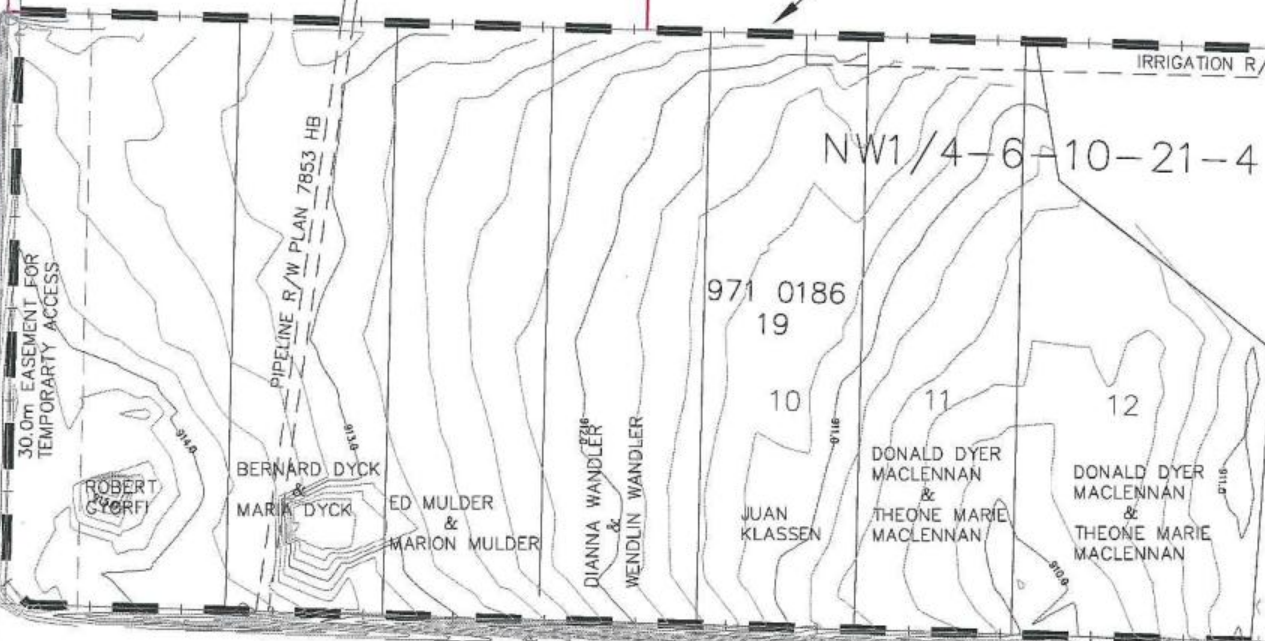 IRRIGATION R/
NW1/4-6-10-21-4
PIPELINE R/W PLAN 7853 HB
30.0m EASEMENT FOR
TEMPORARTY ACCESS
971 0186
19
10
11
12
914.0
913.0
912.0
911.0
911.0
910.0
ROBERT
GYORFI
BERNARD DYCK
&
MARIA DYCK
ED MULDER
&
MARION MULDER
DIANNA WANDLER
&
WENDLIN WANDLER
JUAN
KLASSEN
DONALD DYER
MACLENNAN
&
THEONE MARIE
MACLENNAN
DONALD DYER
MACLENNAN
&
THEONE MARIE
MACLENNAN